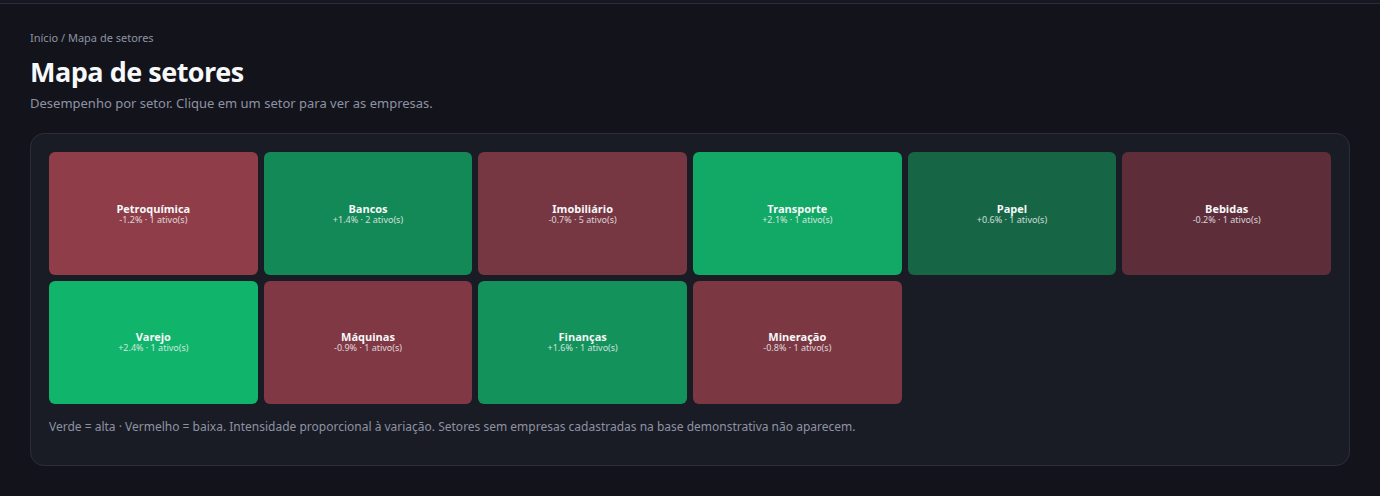 Início / Mapa de setores
Mapa de setores
Desempenho por setor. Clique em um setor para ver as empresas.
Petroquímica
-1.2% · 1 ativo(s)
Bancos
+1.4% · 2 ativo(s)
Imobiliário
-0.7% · 5 ativo(s)
Transporte
+2.1% · 1 ativo(s)
Papel
+0.6% · 1 ativo(s)
Bebidas
-0.2% · 1 ativo(s)
Varejo
+2.4% · 1 ativo(s)
Máquinas
-0.9% · 1 ativo(s)
Finanças
+1.6% · 1 ativo(s)
Mineração
-0.8% · 1 ativo(s)
Verde = alta · Vermelho = baixa. Intensidade proporcional à variação. Setores sem empresas cadastradas na base demonstrativa não aparecem.